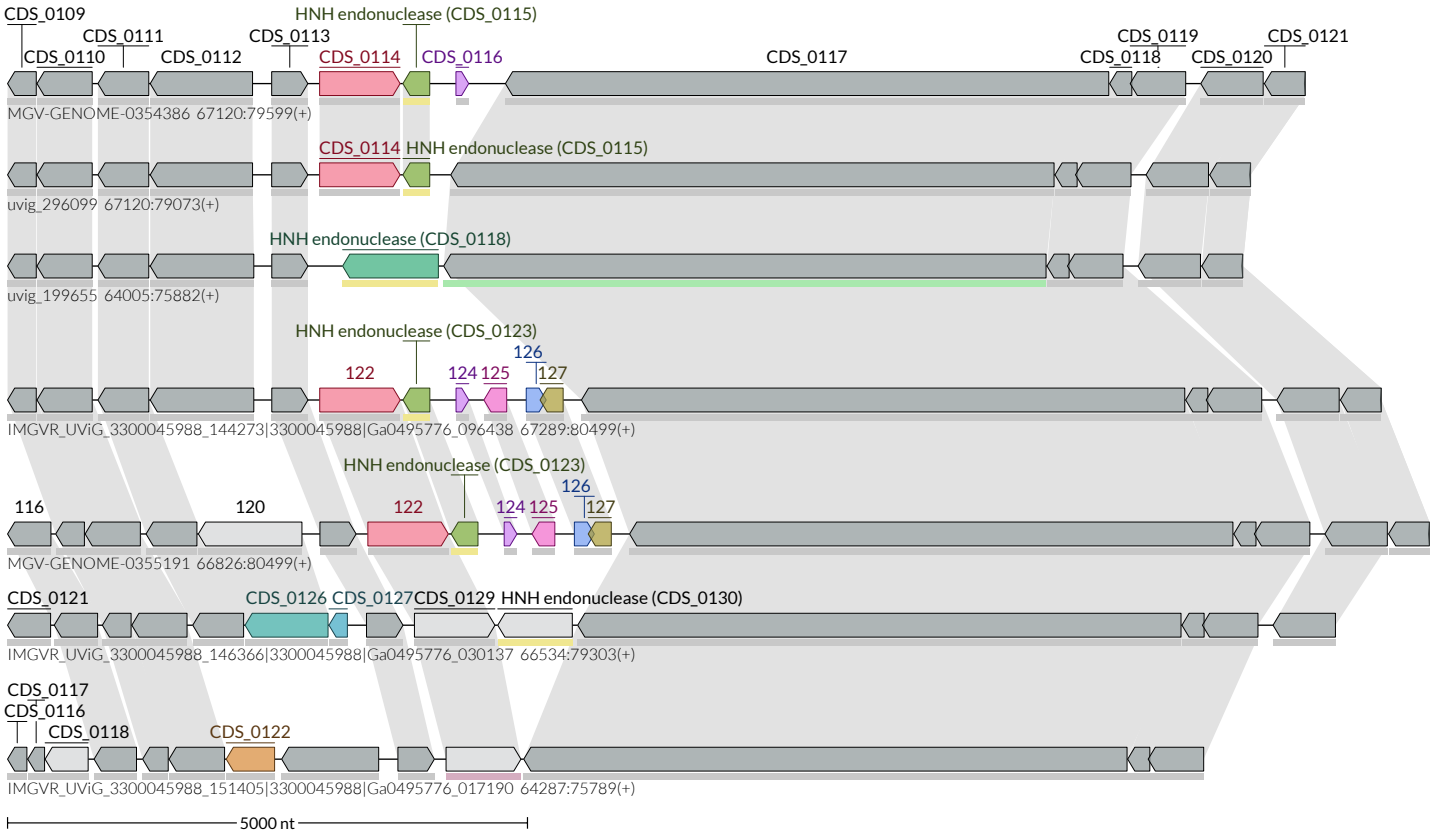 CDS_0109 HNH endonuclease (CDS_0115)
CDS_0111 CDS_0113 CDS_0119 CDS_0121
CDS_0110 CDS_0112 CDS_0114 CDS_0116 CDS_0117 CDS_0118 CDS_0120
MGV-GENOME-0354386 67120:79599(+)
CDS_0114 HNH endonuclease (CDS_0115)
uvig_296099 67120:79073(+)
HNH endonuclease (CDS_0118)
uvig_199655 64005:75882(+)
HNH endonuclease (CDS_0123)
126
122 124 125 127
IMGVR_UViG_3300045988_144273|3300045988|Ga0495776_096438 67289:80499(+)
HNH endonuclease (CDS_0123)
126
116 120 122 124 125 127
MGV-GENOME-0355191 66826:80499(+)
CDS_0121 CDS_0126 CDS_0127 CDS_0129 HNH endonuclease (CDS_0130)
IMGVR_UViG_3300045988_146366|3300045988|Ga0495776_030137 66534:79303(+)
CDS_0117
CDS_0116
CDS_0118 CDS_0122
IMGVR_UViG_3300045988_151405|3300045988|Ga0495776_017190 64287:75789(+)
5000 nt